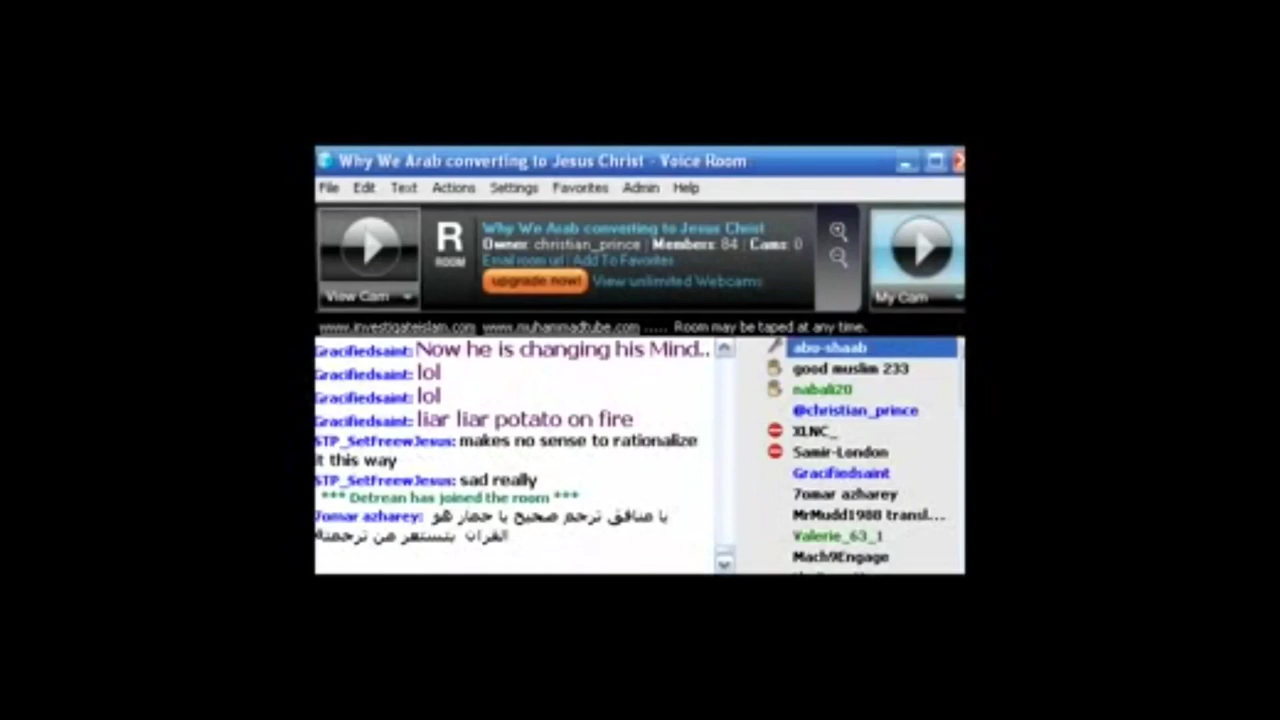 Why We Arab converting to Jesus Christ - Voice Room
File Edit Text Actions Settings Favorites Admin Help
R
ROOM
Why We Arab converting to Jesus Christ
Owner: christian_prince | Members: 84 | Cams: 0
Email room url | Add To Favorites
upgrade now! View unlimited Webcams
View Cam
My Cam
www.investigateislam.com www.muhammadtube.com ..... Room may be taped at any time.
Gracifiedsaint: Now he is changing his Mind..
Gracifiedsaint: lol
Gracifiedsaint: lol
Gracifiedsaint: liar liar potato on fire
STP_SetFreewJesus: makes no sense to rationalize
it this way
STP_SetFreewJesus: sad really
*** Detrean has joined the room ***
7omar azharey: يا منافق ترجم صحيح يا حمار هو
القران بتستعر من ترجمتة
abu-shaab
good muslim 233
nabali20
@christian_prince
XLNC_
Samir-London
Gracifiedsaint
7omar azharey
MrMudd1988 transl...
Valerie_63_1
Mach9Engage